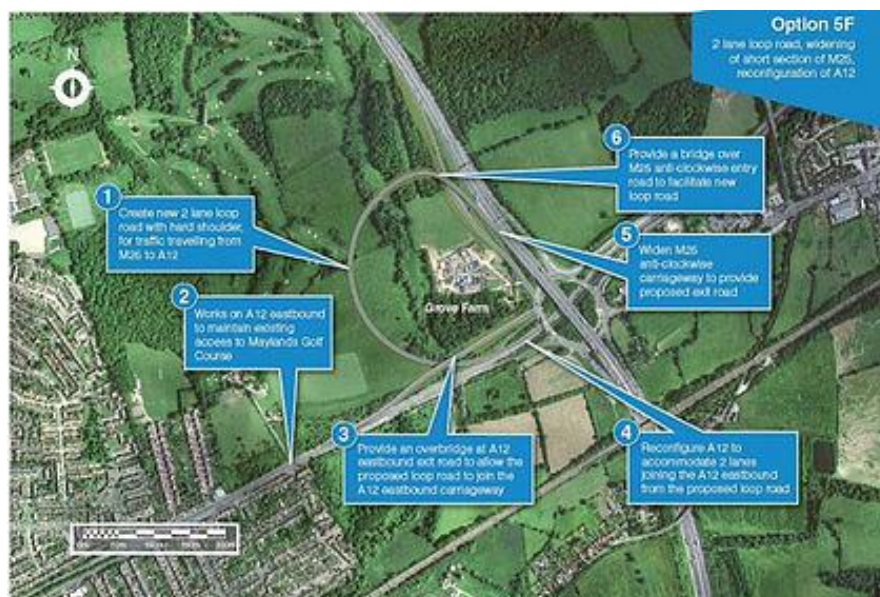 Option 5F
2 lane loop road, widening
of short section of M25,
reconfiguration of A12
N
6
Provide a bridge over
M25 anti-clockwise entry
road to facilitate new
loop road
1
Create new 2 lane loop
road with hard shoulder,
for traffic travelling from
M25 to A12
5
Widen M25
anti-clockwise
carriageway to provide
proposed exit road
2
Works on A12 eastbound
to maintain existing
access to Maylands Golf
Course
Grove Farm
3
Provide an overbridge at A12
eastbound exit road to allow the
proposed loop road to join the
A12 eastbound carriageway
4
Reconfigure A12 to
accommodate 2 lanes
joining the A12 eastbound
from the proposed loop road